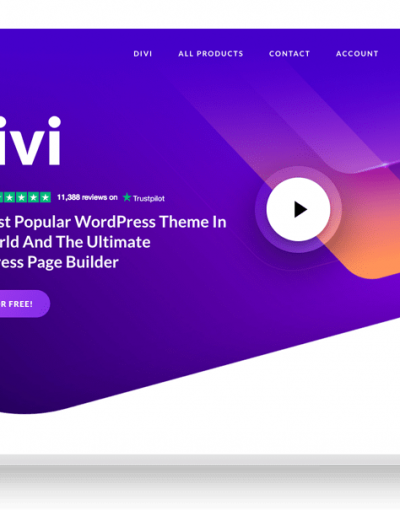 DIVI ALL PRODUCTS CONTACT ACCOUNT
ivi
11,388 reviews on Trustpilot
st Popular WordPress Theme In
rld And The Ultimate
ress Page Builder
R FREE!